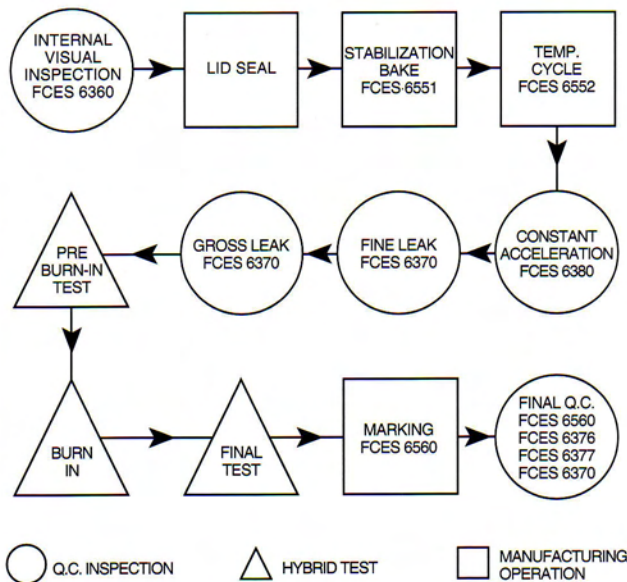 INTERNAL
VISUAL
INSPECTION
FCES 6360
LID SEAL
STABILIZATION
BAKE
FCES·6551
TEMP.
CYCLE
FCES 6552
CONSTANT
ACCELERATION
FCES 6380
FINE LEAK
FCES 6370
GROSS LEAK
FCES 6370
PRE
BURN-IN
TEST
BURN
IN
FINAL
TEST
MARKING
FCES 6560
FINAL Q.C.
FCES 6560
FCES 6376
FCES 6377
FCES 6370
Q.C. INSPECTION
HYBRID TEST
MANUFACTURING
OPERATION